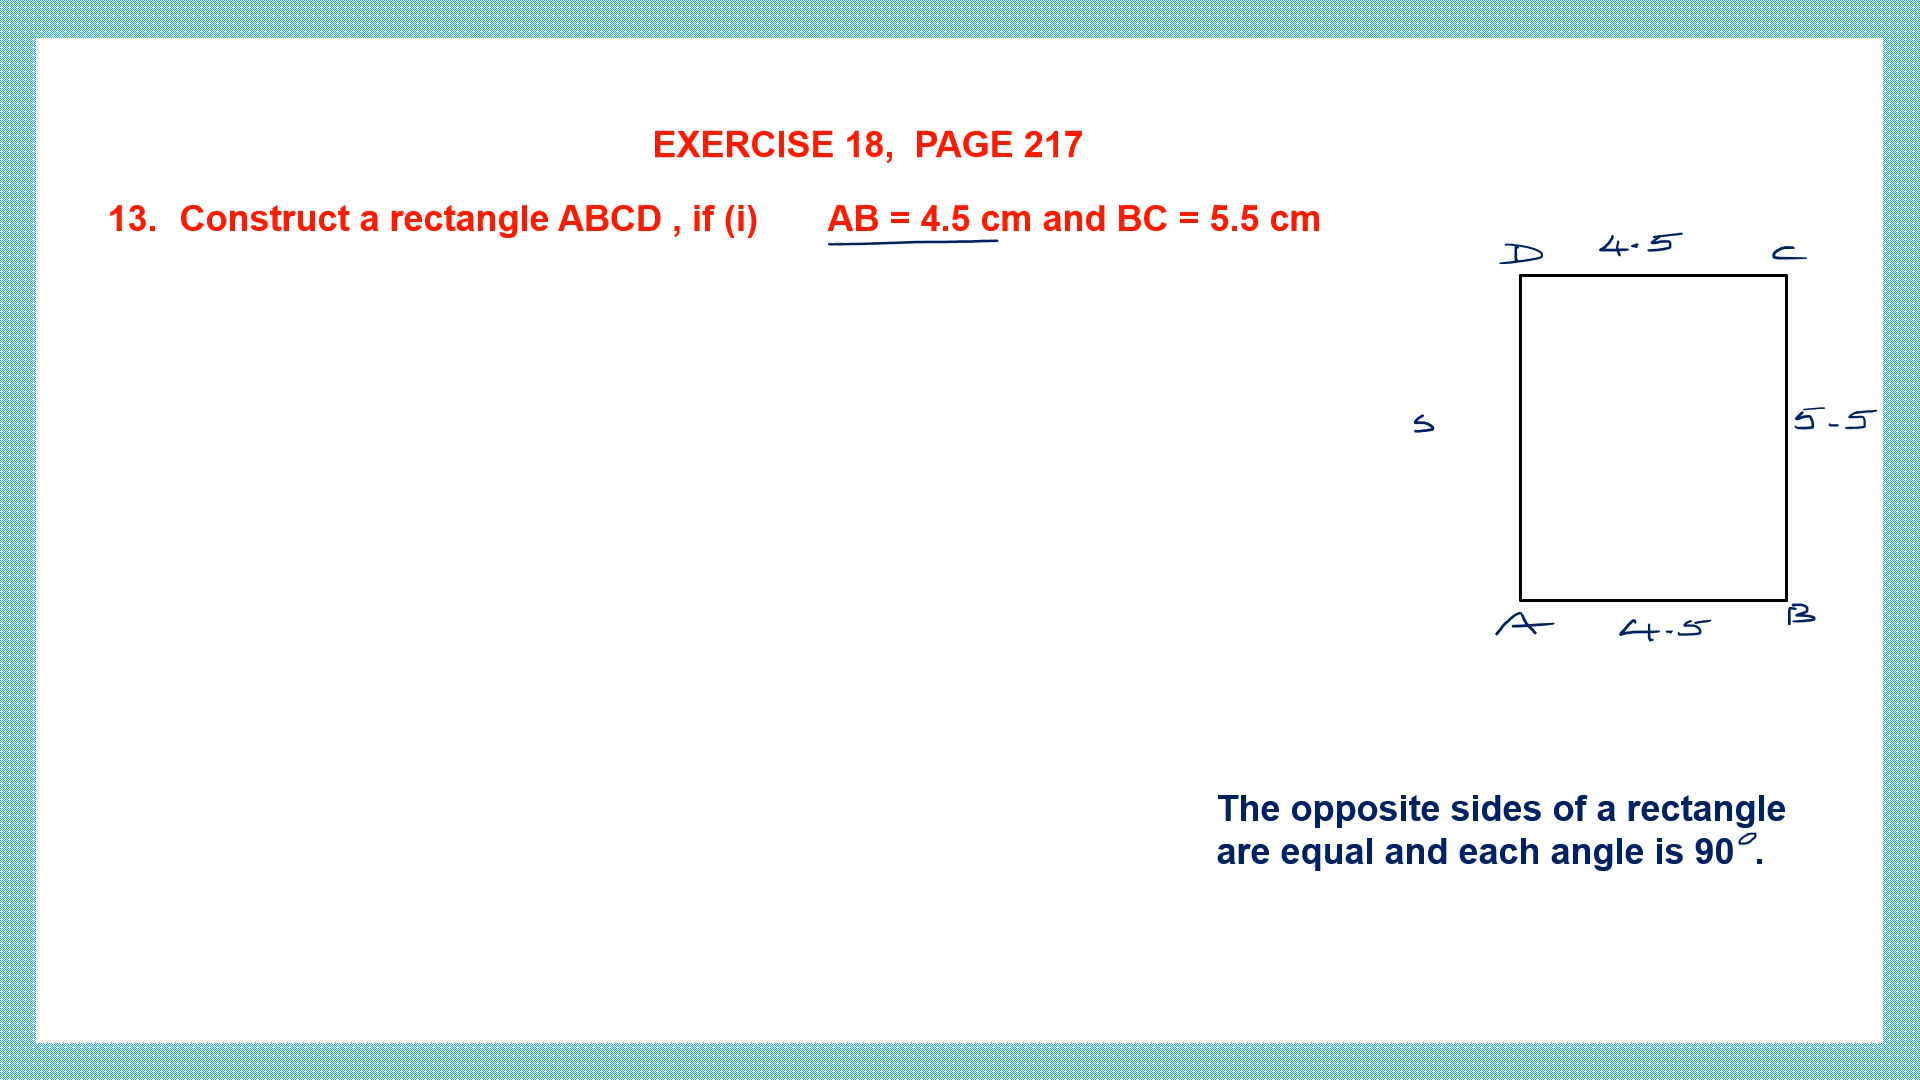 EXERCISE 18, PAGE 217
13. Construct a rectangle ABCD , if (i) AB = 4.5 cm and BC = 5.5 cm
D 4.5 C
5
5.5
A 4.5 B
The opposite sides of a rectangle
are equal and each angle is 90°.